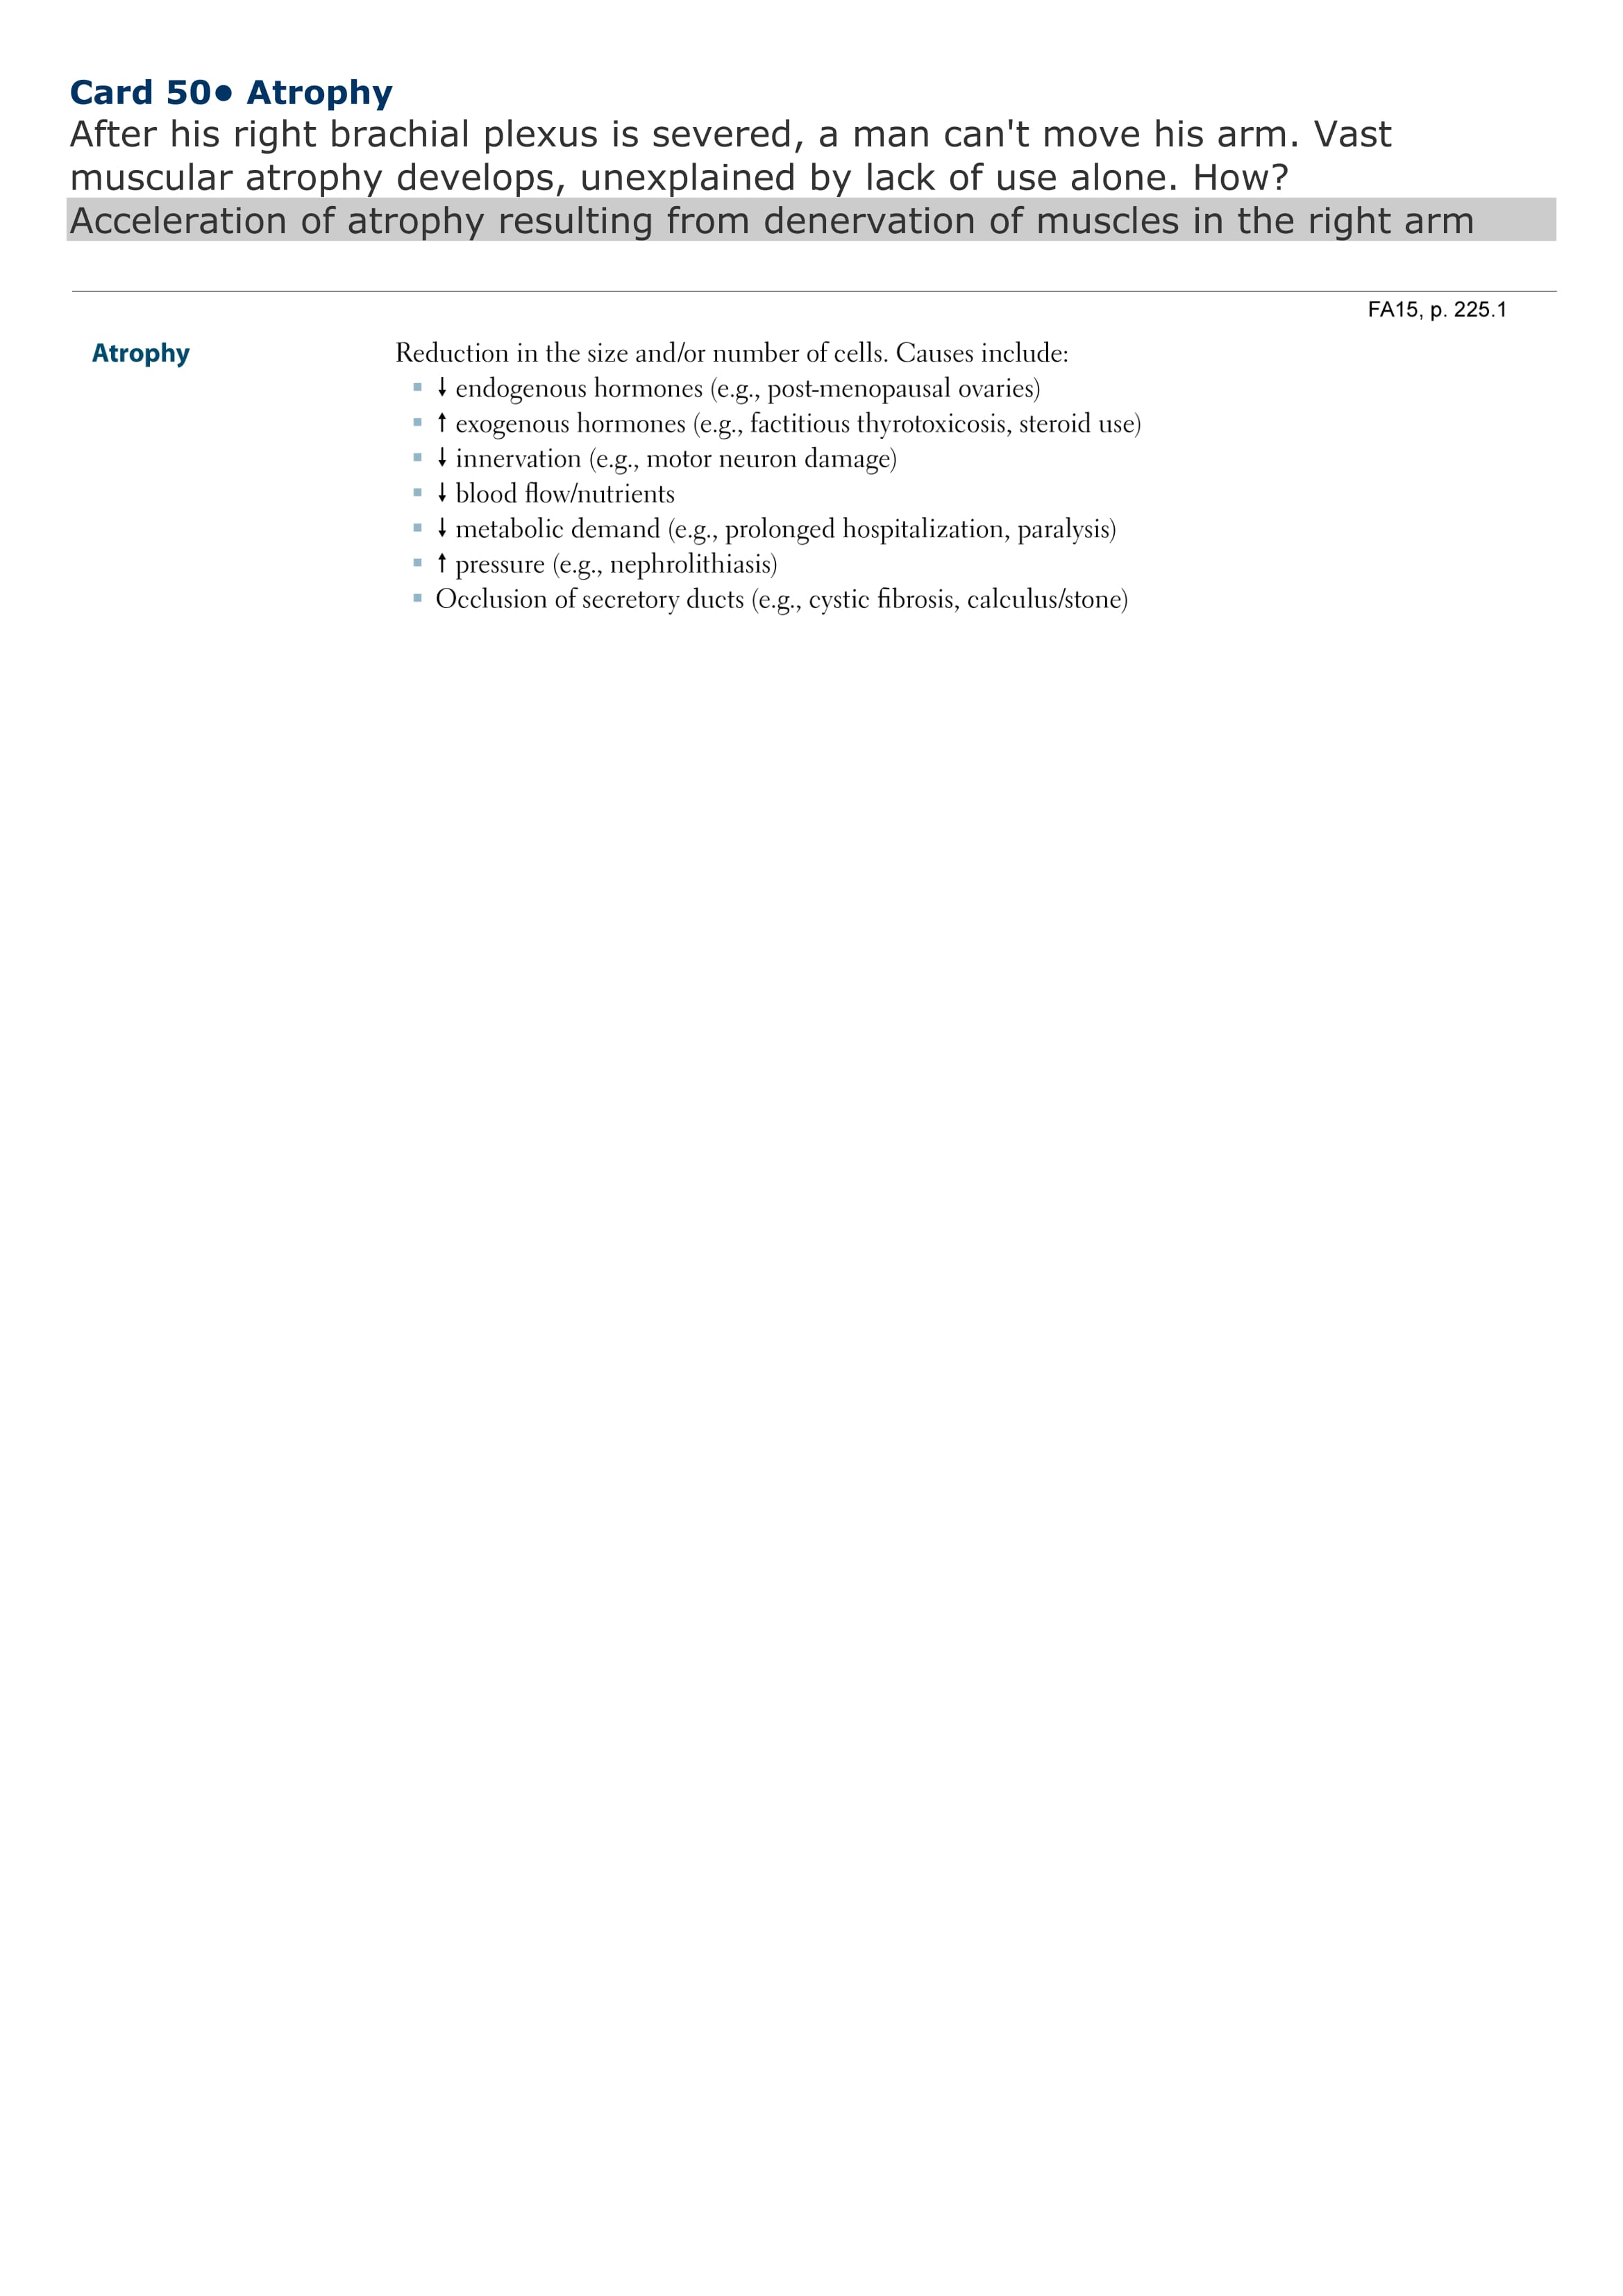 Card 50● Atrophy
After his right brachial plexus is severed, a man can't move his arm. Vast
muscular atrophy develops, unexplained by lack of use alone. How?
Acceleration of atrophy resulting from denervation of muscles in the right arm
FA15, p. 225.1
Atrophy
Reduction in the size and/or number of cells. Causes include:
▪ ↓ endogenous hormones (e.g., post-menopausal ovaries)
▪ ↑ exogenous hormones (e.g., factitious thyrotoxicosis, steroid use)
▪ ↓ innervation (e.g., motor neuron damage)
▪ ↓ blood flow/nutrients
▪ ↓ metabolic demand (e.g., prolonged hospitalization, paralysis)
▪ ↑ pressure (e.g., nephrolithiasis)
▪ Occlusion of secretory ducts (e.g., cystic fibrosis, calculus/stone)